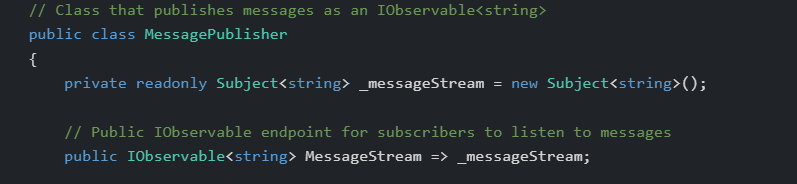 // Class that publishes messages as an IObservable<string>
public class MessagePublisher
{
    private readonly Subject<string> _messageStream = new Subject<string>();

    // Public IObservable endpoint for subscribers to listen to messages
    public IObservable<string> MessageStream => _messageStream;